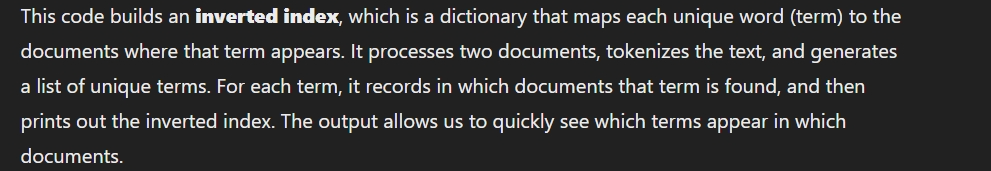 This code builds an inverted index, which is a dictionary that maps each unique word (term) to the
documents where that term appears. It processes two documents, tokenizes the text, and generates
a list of unique terms. For each term, it records in which documents that term is found, and then
prints out the inverted index. The output allows us to quickly see which terms appear in which
documents.